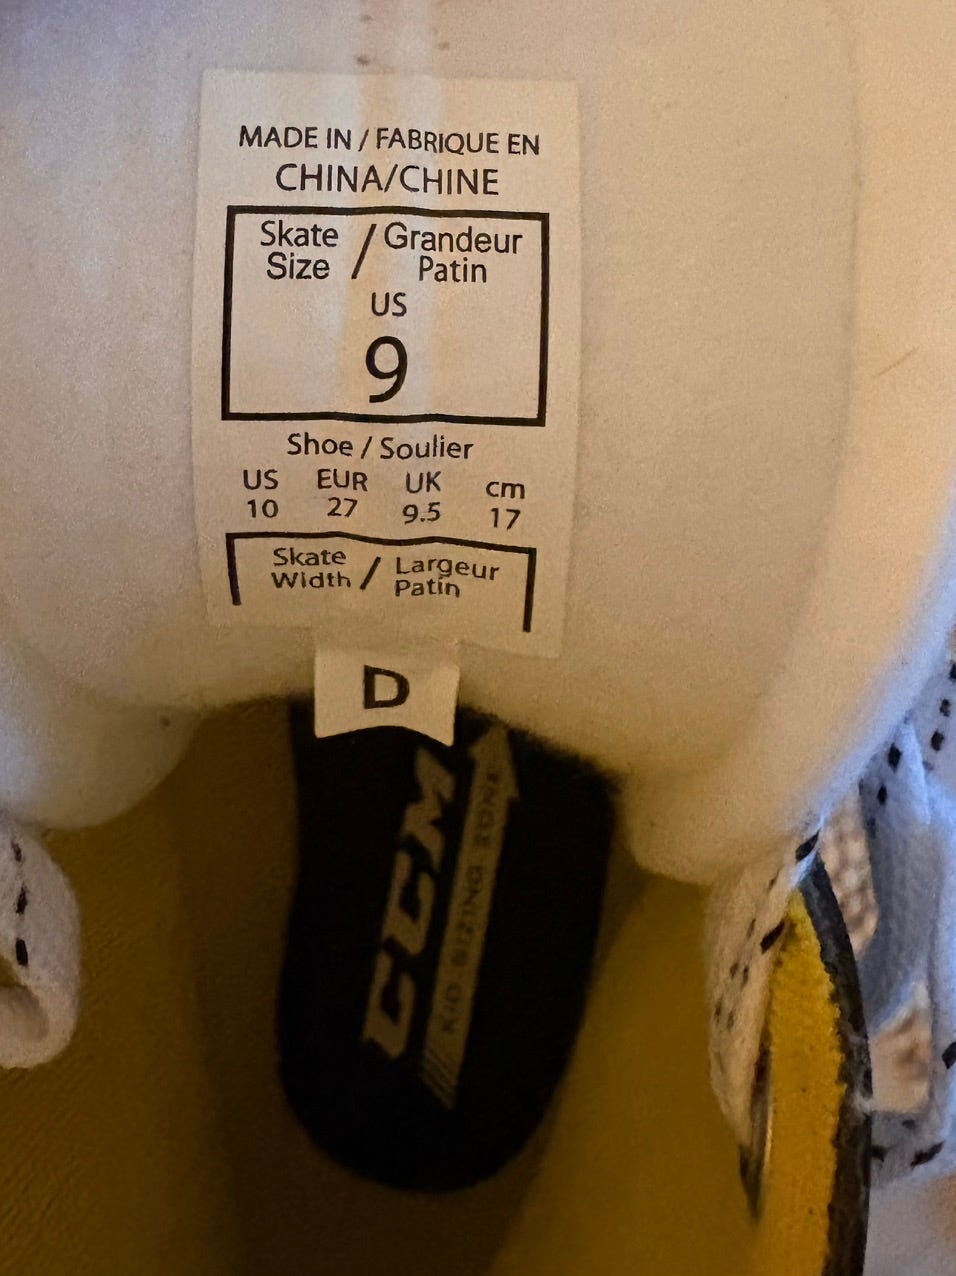 MADE IN / FABRIQUE EN
CHINA/CHINE
Skate Size / Grandeur Patin
US
9
Shoe / Soulier
US EUR UK cm
10 27 9.5 17
Skate Width / Largeur Patin
D
CCM
KID SIZING ZONE